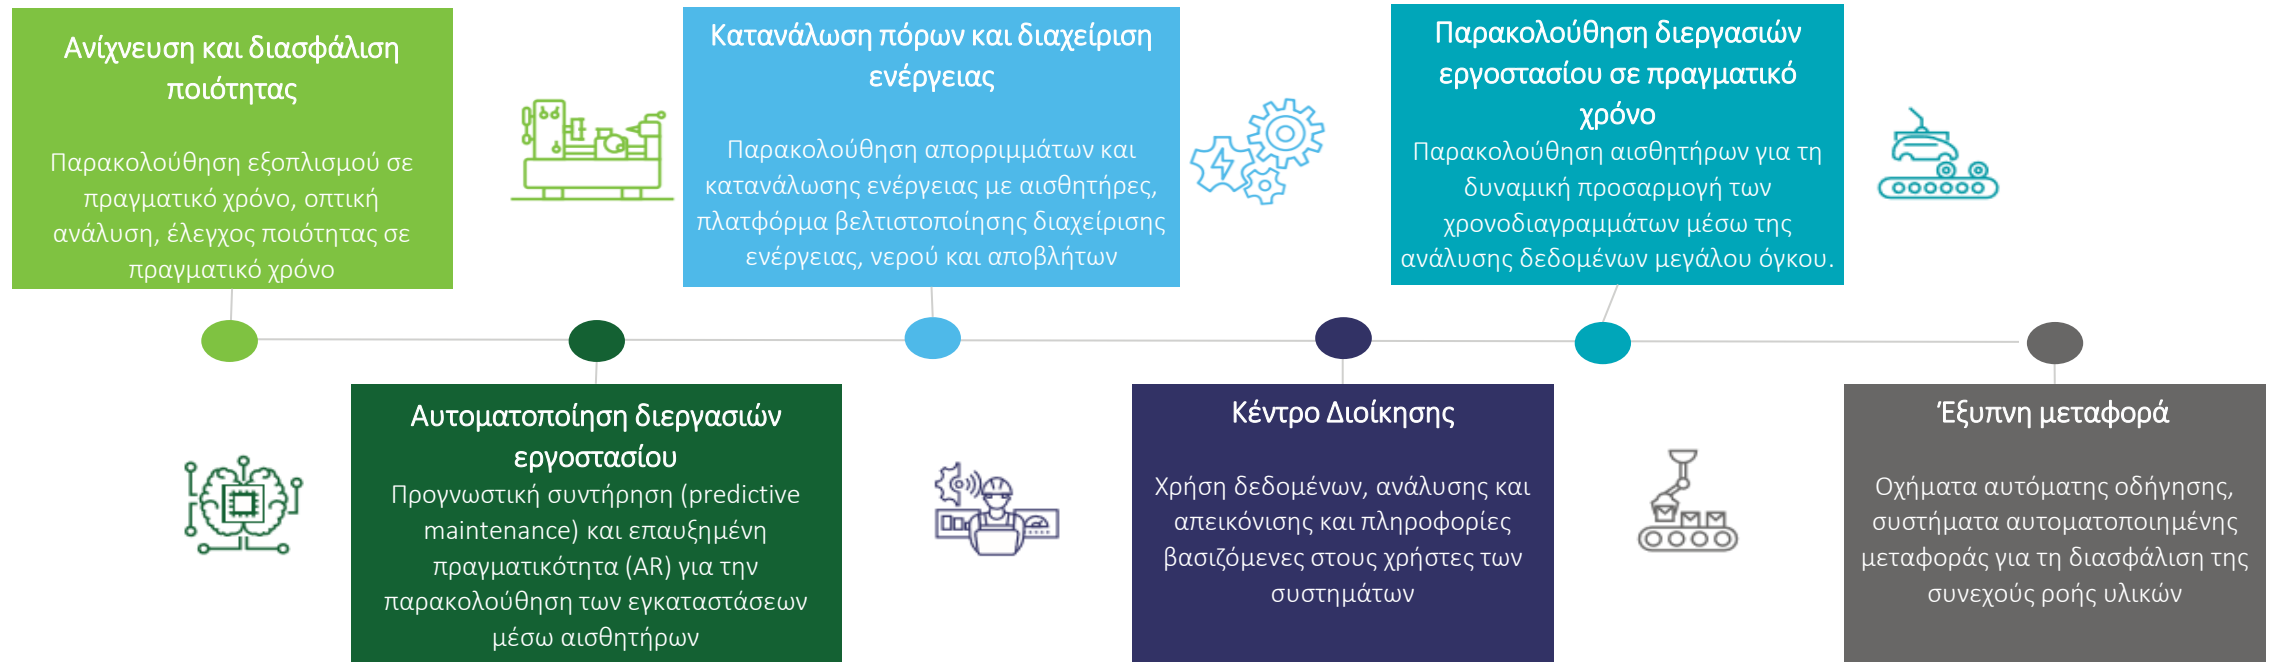 Ανίχνευση και διασφάλιση
ποιότητας
Παρακολούθηση εξοπλισμού σε
πραγματικό χρόνο, οπτική
ανάλυση, έλεγχος ποιότητας σε
πραγματικό χρόνο
Αυτοματοποίηση διεργασιών
εργοστασίου
Προγνωστική συντήρηση (predictive
maintenance) και επαυξημένη
πραγματικότητα (AR) για την
παρακολούθηση των εγκαταστάσεων
μέσω αισθητήρων
Κατανάλωση πόρων και διαχείριση
ενέργειας
Παρακολούθηση απορριμμάτων και
κατανάλωσης ενέργειας με αισθητήρες,
πλατφόρμα βελτιστοποίησης διαχείρισης
ενέργειας, νερού και αποβλήτων
Κέντρο Διοίκησης
Χρήση δεδομένων, ανάλυσης και
απεικόνισης και πληροφορίες
βασιζόμενες στους χρήστες των
συστημάτων
Παρακολούθηση διεργασιών
εργοστασίου σε πραγματικό
χρόνο
Παρακολούθηση αισθητήρων για τη
δυναμική προσαρμογή των
χρονοδιαγραμμάτων μέσω της
ανάλυσης δεδομένων μεγάλου όγκου.
Έξυπνη μεταφορά
Οχήματα αυτόματης οδήγησης,
συστήματα αυτοματοποιημένης
μεταφοράς για τη διασφάλιση της
συνεχούς ροής υλικών